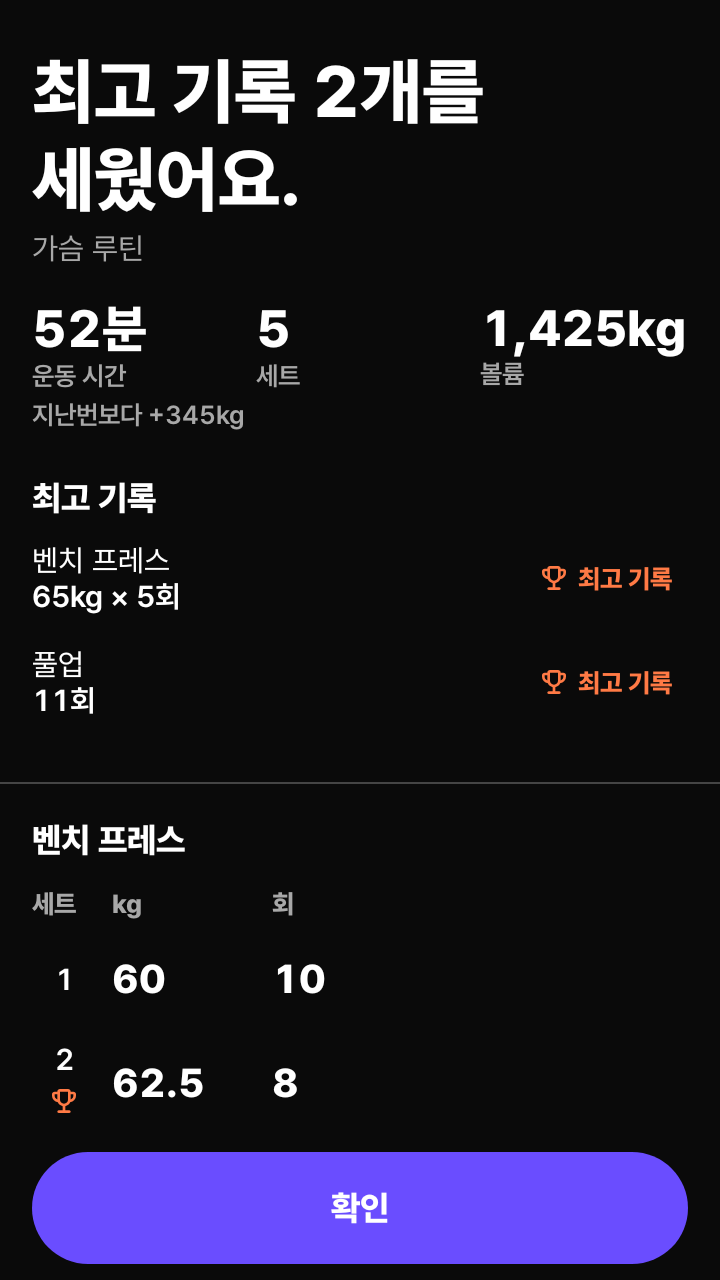 최고 기록 2개를
세웠어요.
가슴 루틴
52분 5 1,425kg
운동 시간 세트 볼륨
지난번보다 +345kg
최고 기록
벤치 프레스
65kg × 5회 최고 기록
풀업
11회 최고 기록
벤치 프레스
세트 kg 회
1 60 10
2 62.5 8
확인